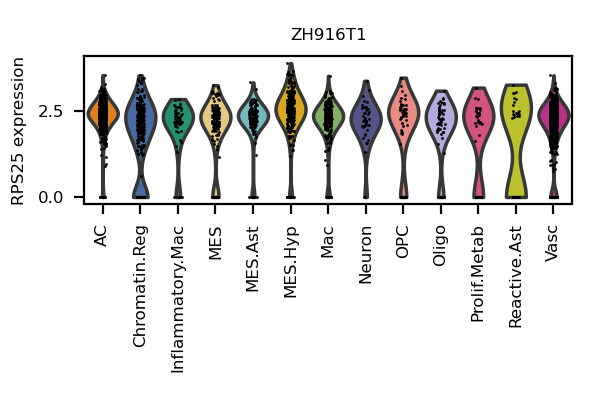 ZH916T1
RPS25 expression
2.5
0.0
AC
Chromatin.Reg
Inflammatory.Mac
MES
MES.Ast
MES.Hyp
Mac
Neuron
OPC
Oligo
Prolif.Metab
Reactive.Ast
Vasc